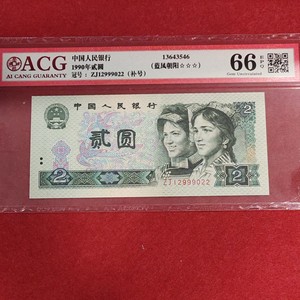 ACG
AI CANG GUARANTY
中国人民银行
1990年贰圆
冠号： ZJ12999022 （补号）
13643546
（蓝凤朝阳☆☆☆）
66 EPQ
Gem Uncirculated
中国人民银行
2
贰圆
ZJ12999022
2
2